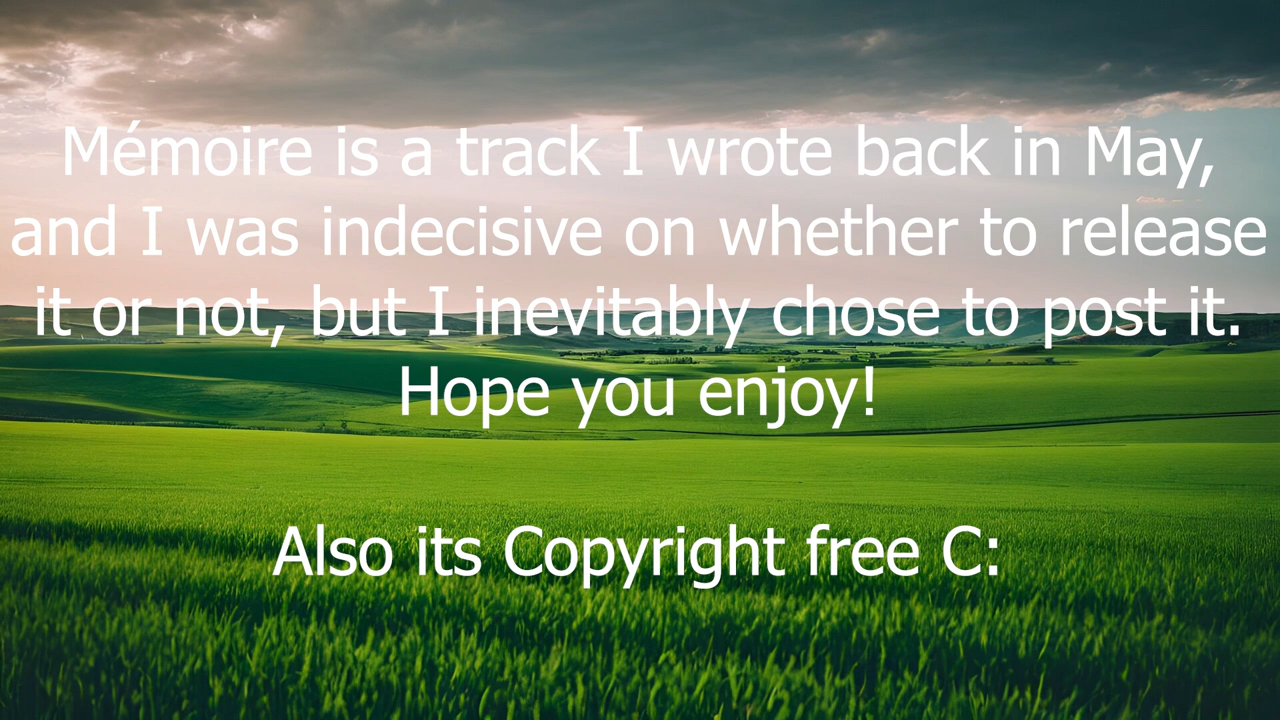 Mémoire is a track I wrote back in May,
and I was indecisive on whether to release
it or not, but I inevitably chose to post it.
Hope you enjoy!
Also its Copyright free C: